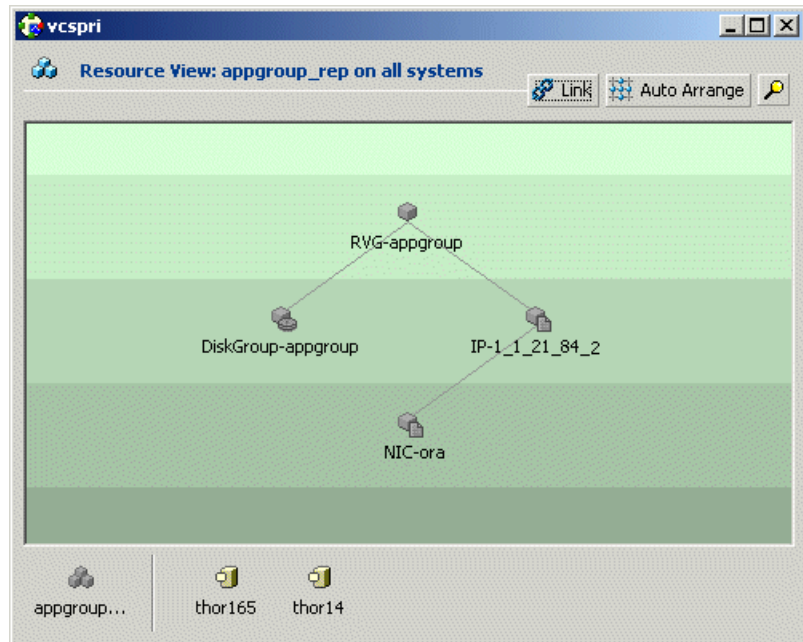 vcspri
Resource View: appgroup_rep on all systems
Link
Auto Arrange
RVG-appgroup
DiskGroup-appgroup
IP-1_1_21_84_2
NIC-ora
appgroup...
thor165
thor14